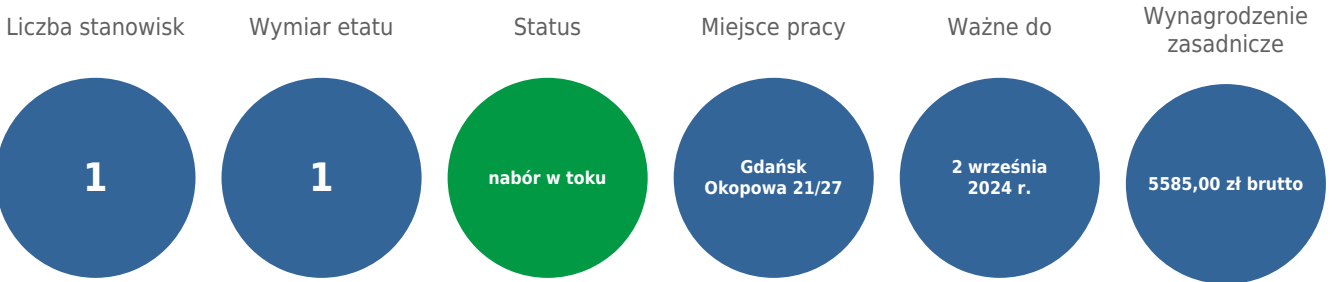 Liczba stanowisk
1
Wymiar etatu
1
Status
nabór w toku
Miejsce pracy
Gdańsk
Okopowa 21/27
Ważne do
2 września
2024 r.
Wynagrodzenie
zasadnicze
5585,00 zł brutto